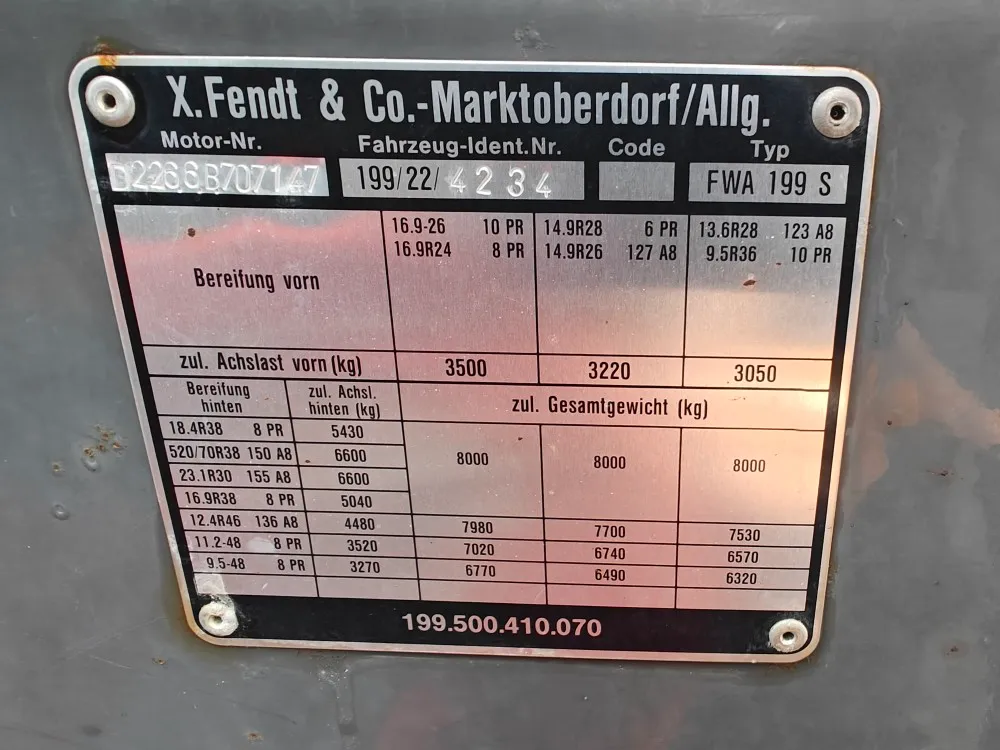 X.Fendt & Co.-Marktoberdorf/Allg.
Motor-Nr. Fahrzeug-Ident.Nr. Code Typ
D2266B707147 199/22/4234 FWA 199 S
Bereifung vorn
16.9-26 10 PR 14.9R28 6 PR 13.6R28 123 A8
16.9R24 8 PR 14.9R26 127 A8 9.5R36 10 PR
zul. Achslast vorn (kg) 3500 3220 3050
Bereifung hinten zul. Achsl. hinten (kg) zul. Gesamtgewicht (kg)
18.4R38 8 PR 5430
520/70R38 150 A8 6600 8000 8000 8000
23.1R30 155 A8 6600
16.9R38 8 PR 5040
12.4R46 136 A8 4480 7980 7700 7530
11.2-48 8 PR 3520 7020 6740 6570
9.5-48 8 PR 3270 6770 6490 6320
199.500.410.070